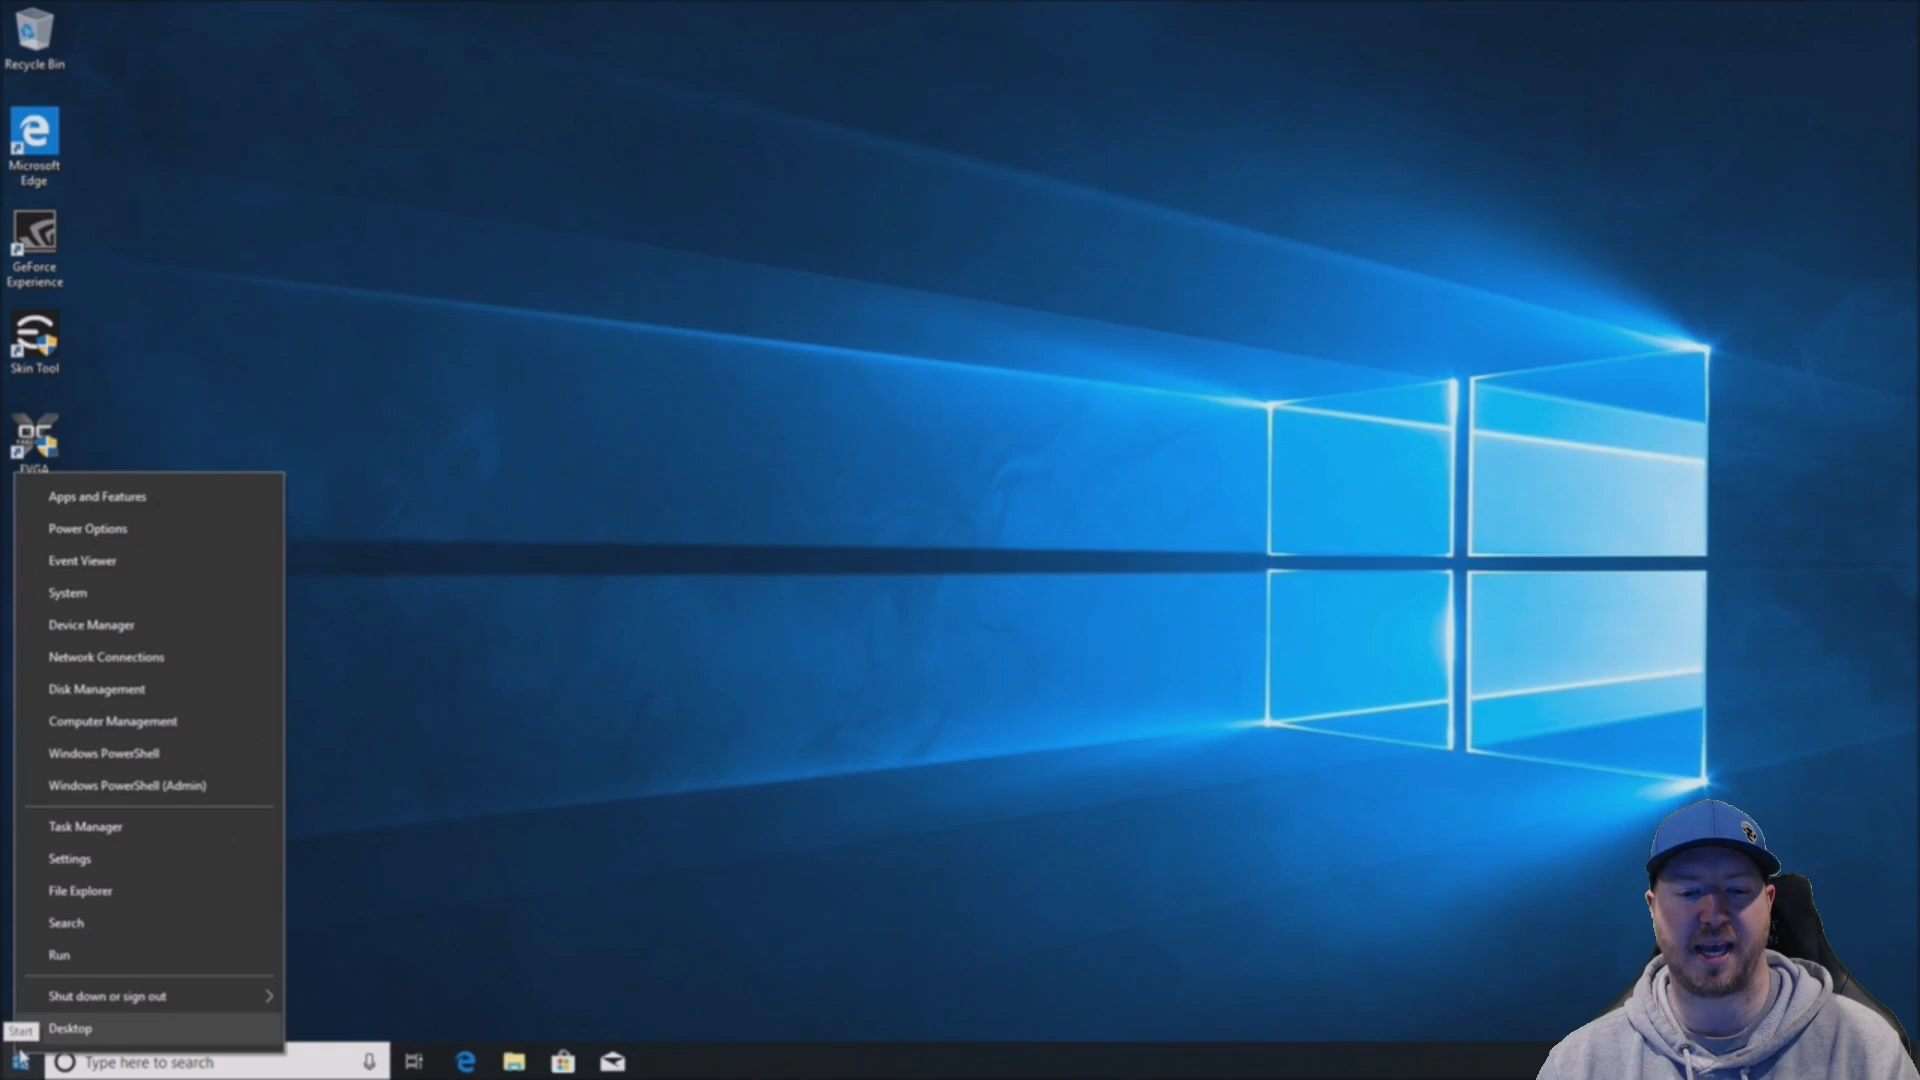 Recycle Bin
Microsoft
Edge
GeForce
Experience
Skin Tool
EVGA
Apps and Features
Power Options
Event Viewer
System
Device Manager
Network Connections
Disk Management
Computer Management
Windows PowerShell
Windows PowerShell (Admin)
Task Manager
Settings
File Explorer
Search
Run
Shut down or sign out
Desktop
Start
Type here to search